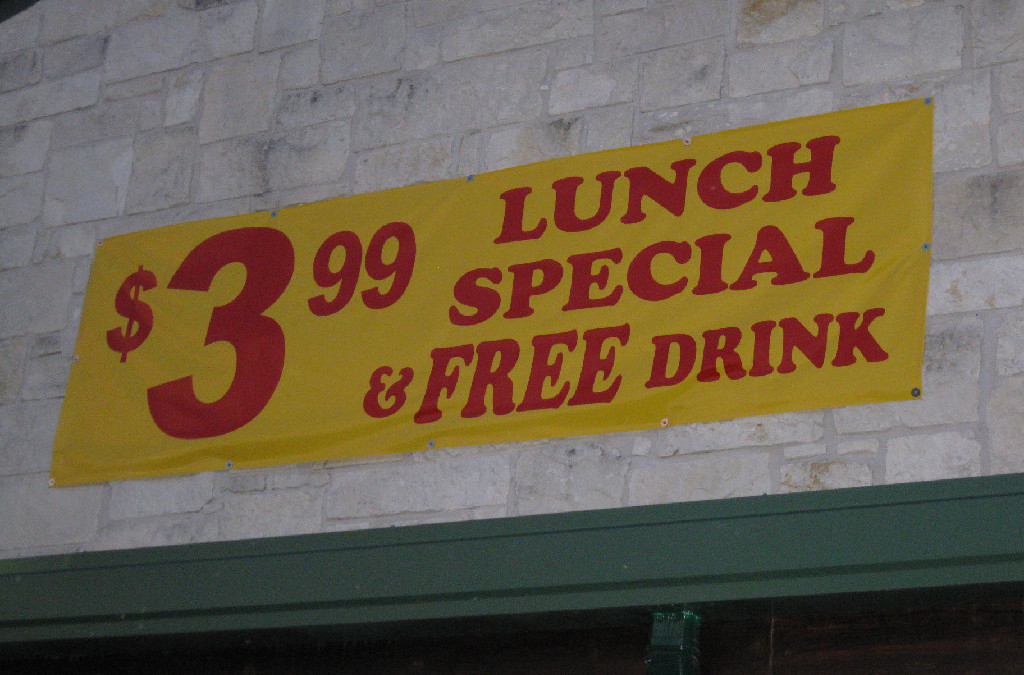 $3.99
LUNCH
SPECIAL
& FREE DRINK